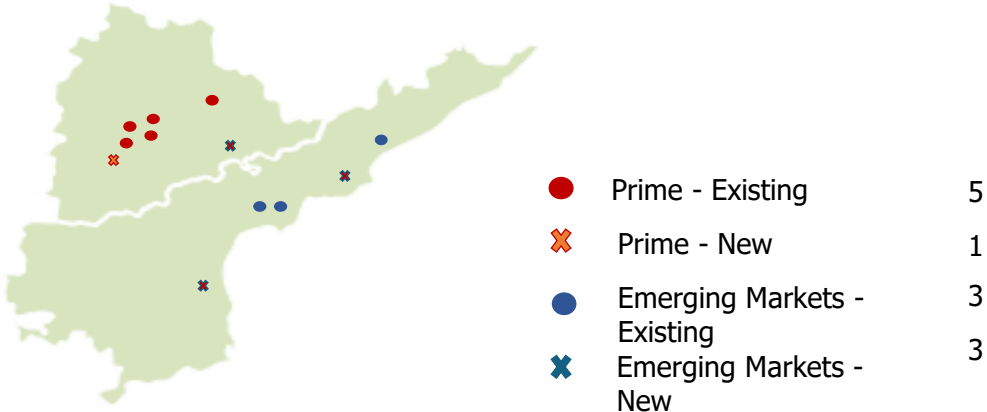 Prime - Existing 5
Prime - New 1
Emerging Markets - 3
Existing
Emerging Markets - 3
New